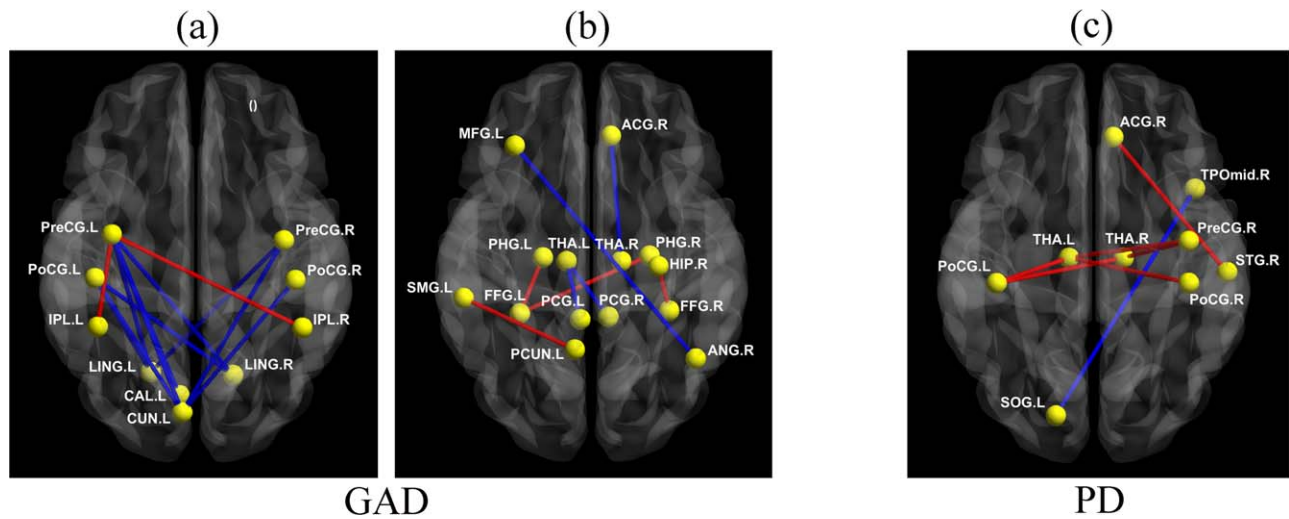 (a)
(b)
(c)
()
PreCG.L
PreCG.R
PoCG.L
PoCG.R
IPL.L
IPL.R
LING.L
LING.R
CAL.L
CUN.L
MFG.L
ACG.R
PHG.L
THA.L
THA.R
PHG.R
HIP.R
SMG.L
FFG.L
PCG.L
PCG.R
FFG.R
PCUN.L
ANG.R
ACG.R
TPOmid.R
PreCG.R
THA.L
THA.R
STG.R
PoCG.L
PoCG.R
SOG.L
GAD
PD